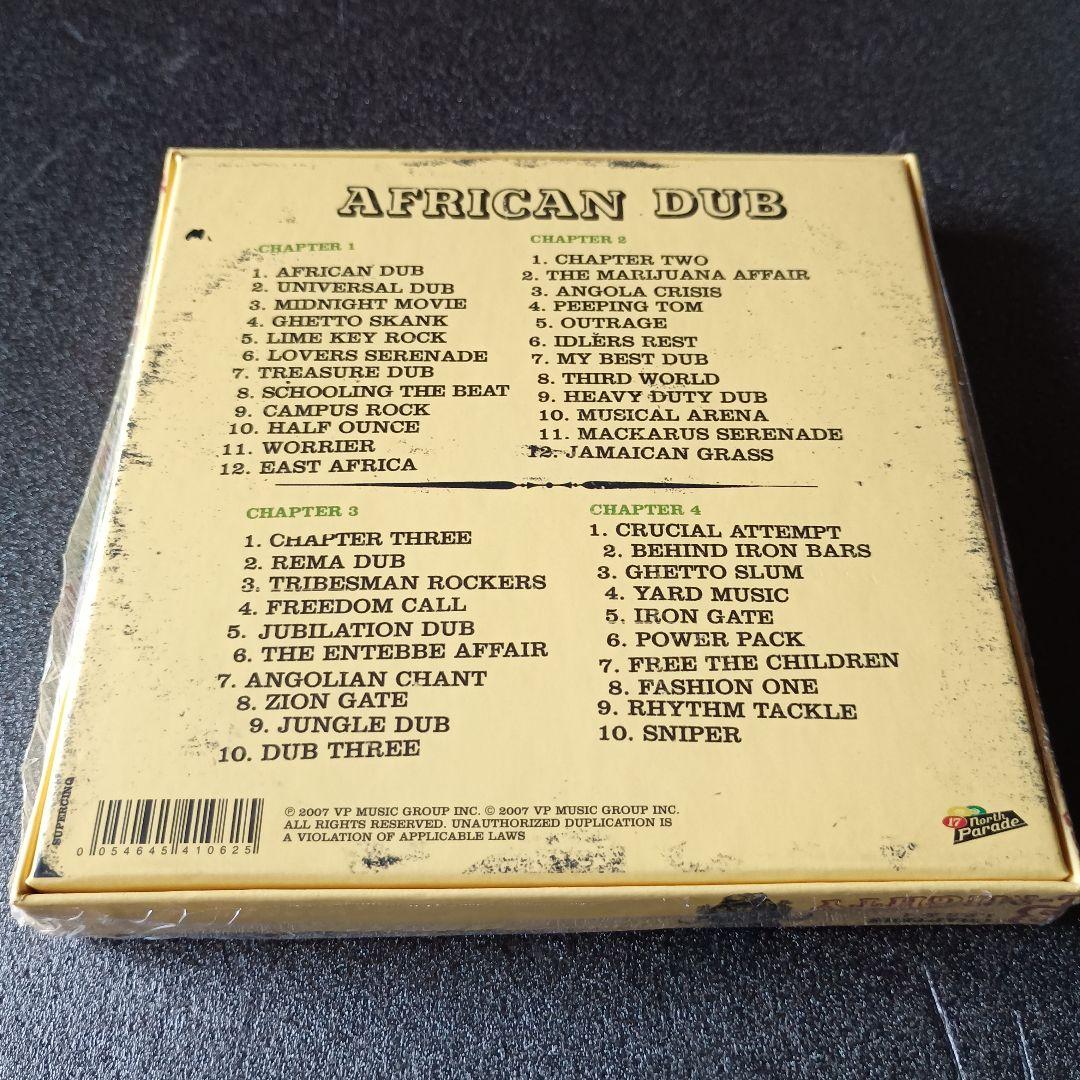 AFRICAN DUB
CHAPTER 1
1. AFRICAN DUB
2. UNIVERSAL DUB
3. MIDNIGHT MOVIE
4. GHETTO SKANK
5. LIME KEY ROCK
6. LOVERS SERENADE
7. TREASURE DUB
8. SCHOOLING THE BEAT
9. CAMPUS ROCK
10. HALF OUNCE
11. WORRIER
12. EAST AFRICA
CHAPTER 2
1. CHAPTER TWO
2. THE MARIJUANA AFFAIR
3. ANGOLA CRISIS
4. PEEPING TOM
5. OUTRAGE
6. IDLERS REST
7. MY BEST DUB
8. THIRD WORLD
9. HEAVY DUTY DUB
10. MUSICAL ARENA
11. MACKARUS SERENADE
12. JAMAICAN GRASS
CHAPTER 3
1. CHAPTER THREE
2. REMA DUB
3. TRIBESMAN ROCKERS
4. FREEDOM CALL
5. JUBILATION DUB
6. THE ENTEBBE AFFAIR
7. ANGOLIAN CHANT
8. ZION GATE
9. JUNGLE DUB
10. DUB THREE
CHAPTER 4
1. CRUCIAL ATTEMPT
2. BEHIND IRON BARS
3. GHETTO SLUM
4. YARD MUSIC
5. IRON GATE
6. POWER PACK
7. FREE THE CHILDREN
8. FASHION ONE
9. RHYTHM TACKLE
10. SNIPER
SUPERCINQ
0 054645 410625
℗ 2007 VP MUSIC GROUP INC. © 2007 VP MUSIC GROUP INC.
ALL RIGHTS RESERVED. UNAUTHORIZED DUPLICATION IS
A VIOLATION OF APPLICABLE LAWS
17 North
Parade